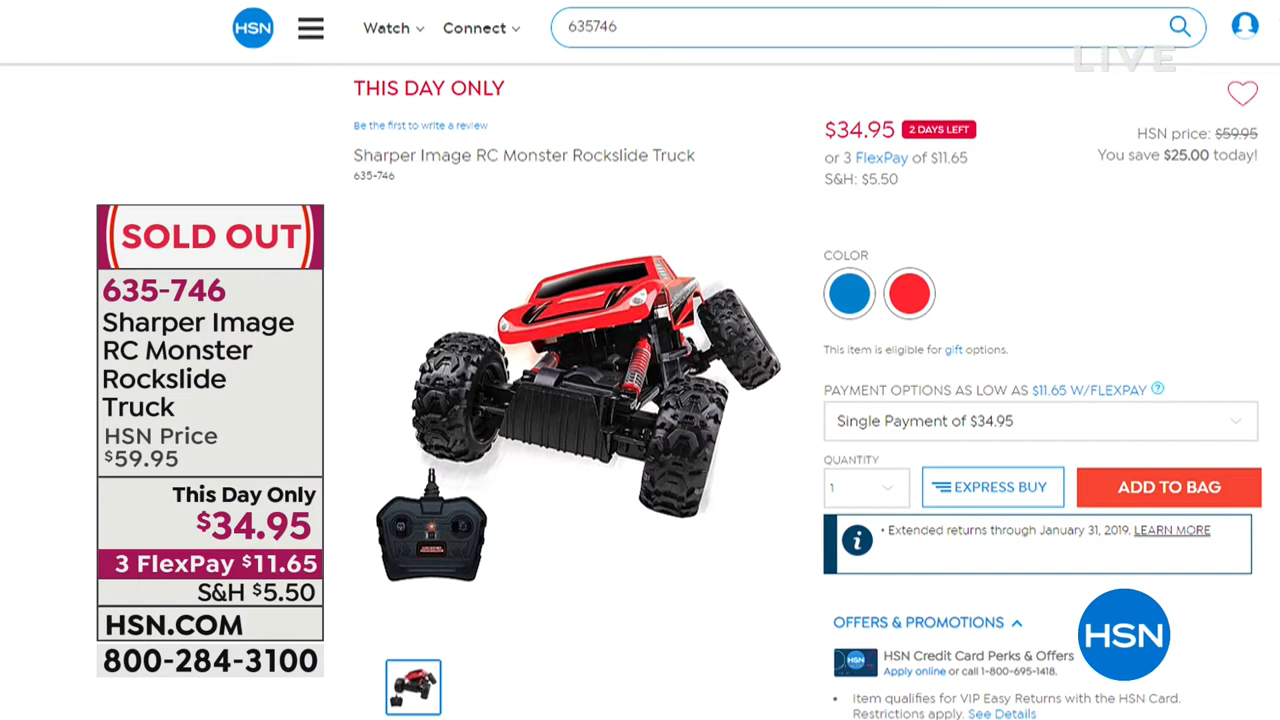 HSN
Watch
Connect
635746
LIVE
THIS DAY ONLY
Be the first to write a review
Sharper Image RC Monster Rockslide Truck
635-746
$34.95 2 DAYS LEFT
or 3 FlexPay of $11.65
S&H: $5.50
HSN price: $59.95
You save $25.00 today!
COLOR
This item is eligible for gift options.
PAYMENT OPTIONS AS LOW AS $11.65 W/FLEXPAY ?
Single Payment of $34.95
QUANTITY
1
EXPRESS BUY
ADD TO BAG
i
• Extended returns through January 31, 2019. LEARN MORE
OFFERS & PROMOTIONS
HSN
HSN Credit Card Perks & Offers
Apply online or call 1-800-695-1418.
• Item qualifies for VIP Easy Returns with the HSN Card.
Restrictions apply. See Details
HSN
SOLD OUT
635-746
Sharper Image
RC Monster
Rockslide
Truck
HSN Price
$59.95
This Day Only
$34.95
3 FlexPay $11.65
S&H $5.50
HSN.COM
800-284-3100